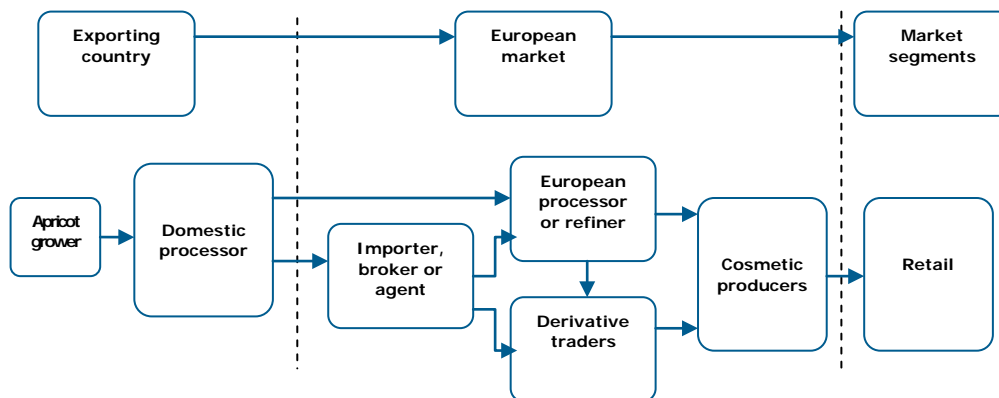 Exporting
country
European
market
Market
segments
Apricot
grower
Domestic
processor
Importer,
broker or
agent
European
processor
or refiner
Derivative
traders
Cosmetic
producers
Retail